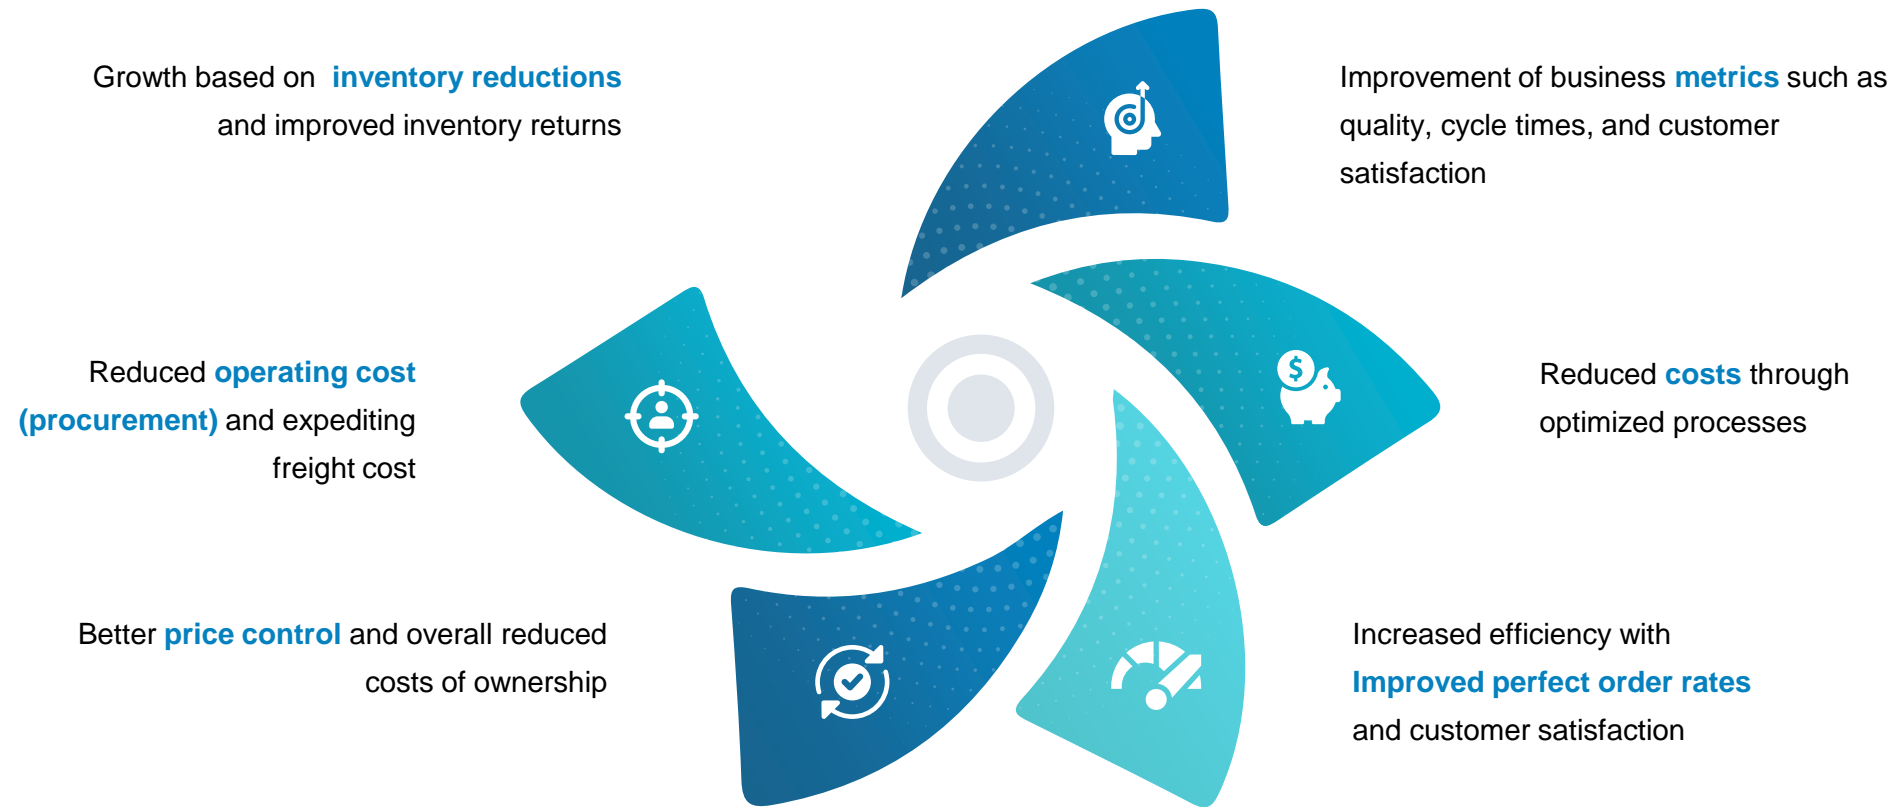 Growth based on  inventory reductions
and improved inventory returns
Improvement of business metrics such as
quality, cycle times, and customer
satisfaction
Reduced operating cost
(procurement) and expediting
freight cost
$
Reduced costs through
optimized processes
Better price control and overall reduced
costs of ownership
Increased efficiency with
Improved perfect order rates
and customer satisfaction